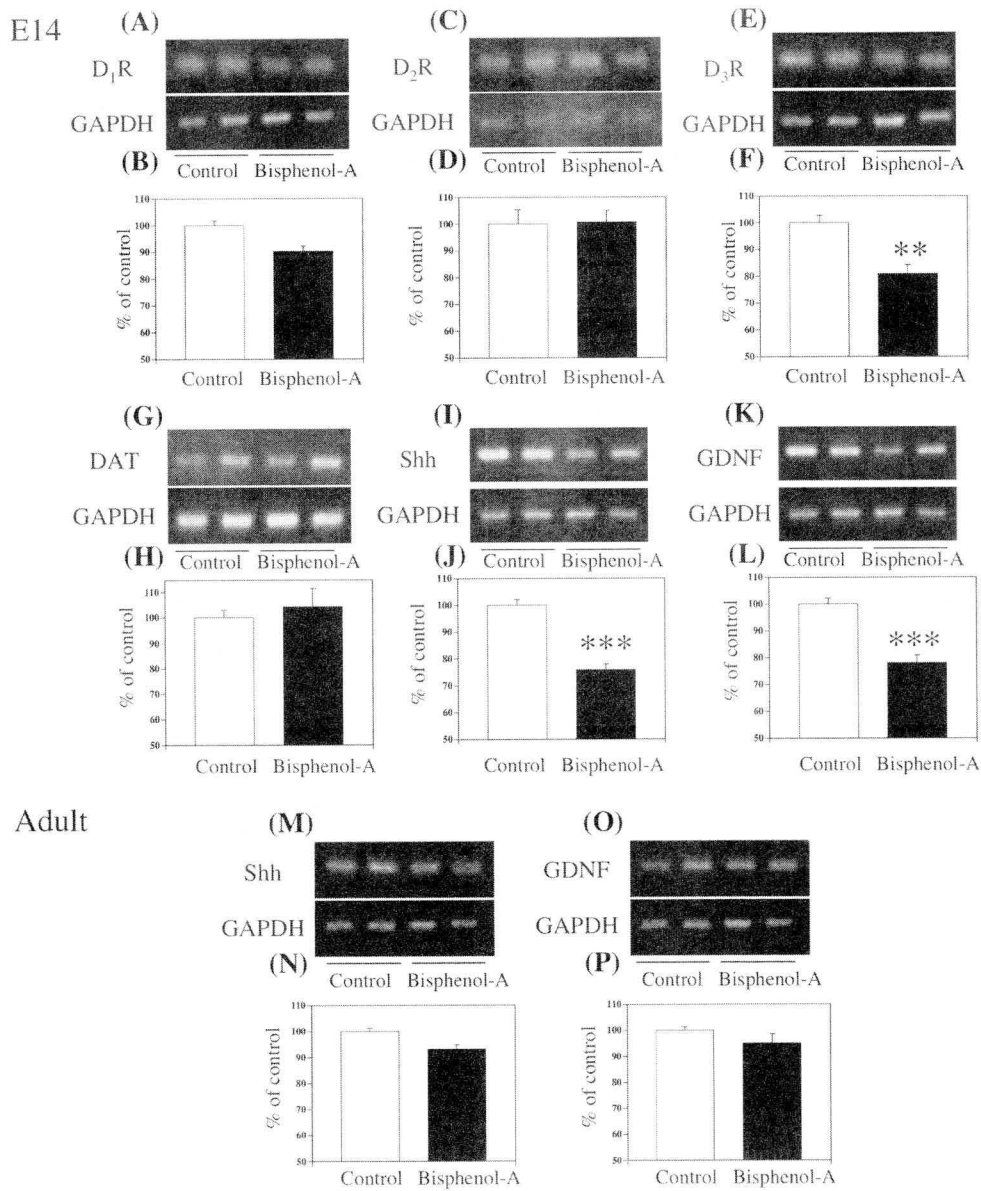 E14
(A) (C) (E)
D₁R D₂R D₃R
GAPDH GAPDH GAPDH
(B) Control Bisphenol-A (D) Control Bisphenol-A (F) Control Bisphenol-A
% of control 110 100 90 80 70 60 50
% of control 110 100 90 80 70 60 50
% of control 110 100 90 80 70 60 50
**
Control Bisphenol-A Control Bisphenol-A Control Bisphenol-A
(G) (I) (K)
DAT Shh GDNF
GAPDH GAPDH GAPDH
(H) Control Bisphenol-A (J) Control Bisphenol-A (L) Control Bisphenol-A
% of control 110 100 90 80 70 60 50
% of control 110 100 90 80 70 60 50
% of control 110 100 90 80 70 60 50
*** ***
Control Bisphenol-A Control Bisphenol-A Control Bisphenol-A
Adult
(M) (O)
Shh GDNF
GAPDH GAPDH
(N) Control Bisphenol-A (P) Control Bisphenol-A
% of control 110 100 90 80 70 60 50
% of control 110 100 90 80 70 60 50
Control Bisphenol-A Control Bisphenol-A